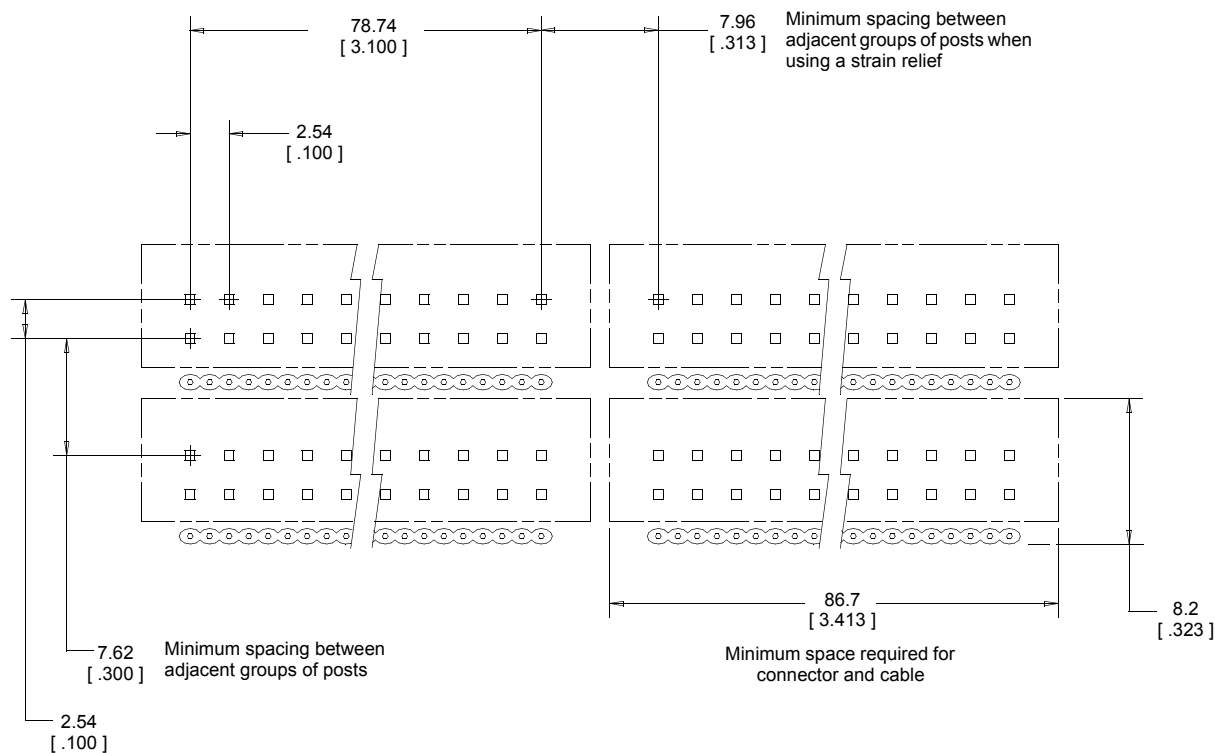 78.74
[ 3.100 ]
7.96
[ .313 ]
Minimum spacing between
adjacent groups of posts when
using a strain relief
2.54
[ .100 ]
86.7
[ 3.413 ]
Minimum space required for
connector and cable
8.2
[ .323 ]
7.62
[ .300 ]
Minimum spacing between
adjacent groups of posts
2.54
[ .100 ]